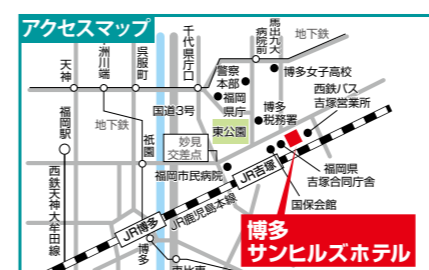 アクセスマップ
天神
洲川端
呉服町
千代県庁口
馬出九大
病院前
地下鉄
警察
本部
福岡
県庁
博多女子高校
国道3号
博多
税務署
西鉄バス
吉塚営業所
福岡駅
地下鉄
祇園
妙見
交差点
東公園
福岡市民病院
JR吉塚
福岡県
吉塚合同庁舎
国保会館
西鉄天神大牟田線
JR博多
博多
JR鹿児島本線
博多
サンヒルズホテル